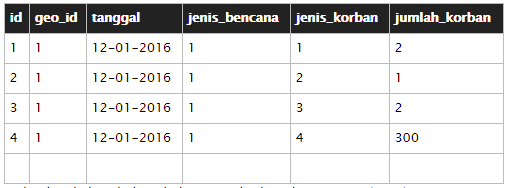 id geo_id tanggal jenis_bencana jenis_korban jumlah_korban
1 1 12-01-2016 1 1 2
2 1 12-01-2016 1 2 1
3 1 12-01-2016 1 3 2
4 1 12-01-2016 1 4 300